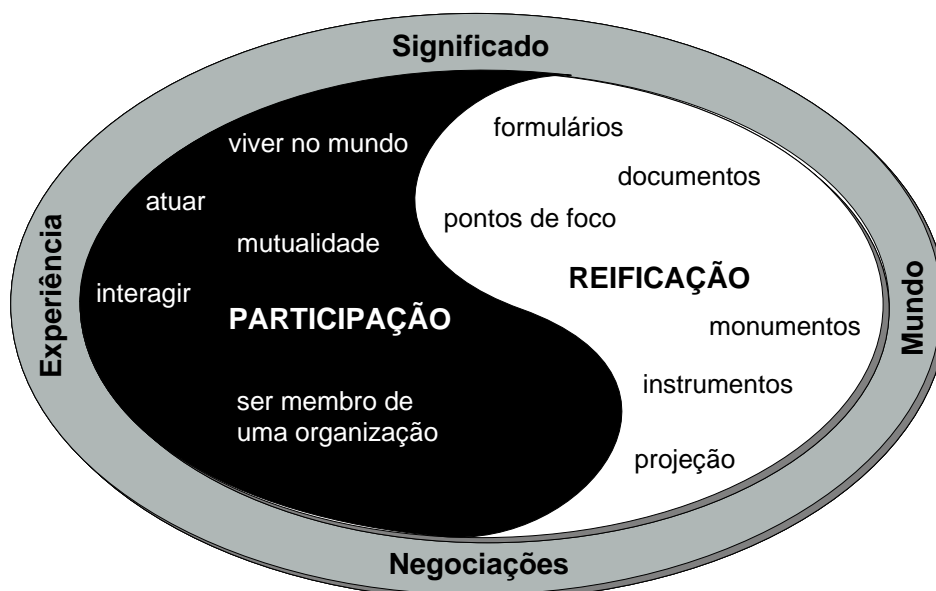 Significado
viver no mundo
atuar
mutualidade
interagir
PARTICIPAÇÃO
ser membro de
uma organização
formulários
documentos
pontos de foco
REIFICAÇÃO
monumentos
instrumentos
projeção
Experiência
Mundo
Negociações